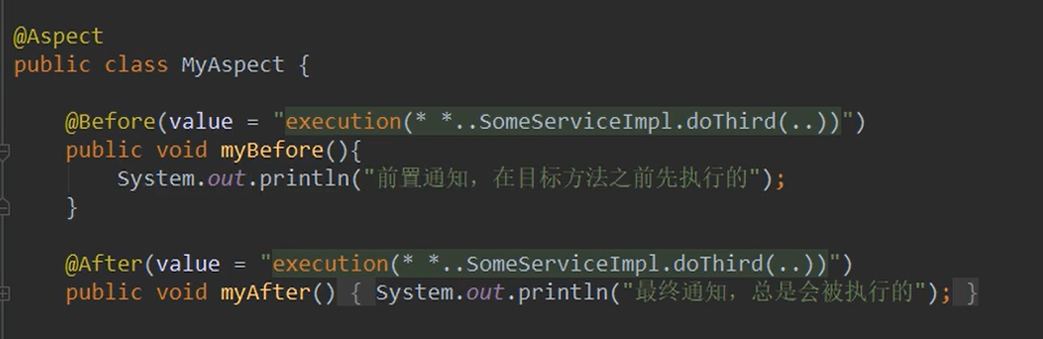 @Aspect
public class MyAspect {
@Before(value = "execution(* *..SomeServiceImpl.doThird(..))")
public void myBefore(){
System.out.println("前置通知，在目标方法之前先执行的");
}
@After(value = "execution(* *..SomeServiceImpl.doThird(..))")
public void myAfter() { System.out.println("最终通知，总是会被执行的"); }